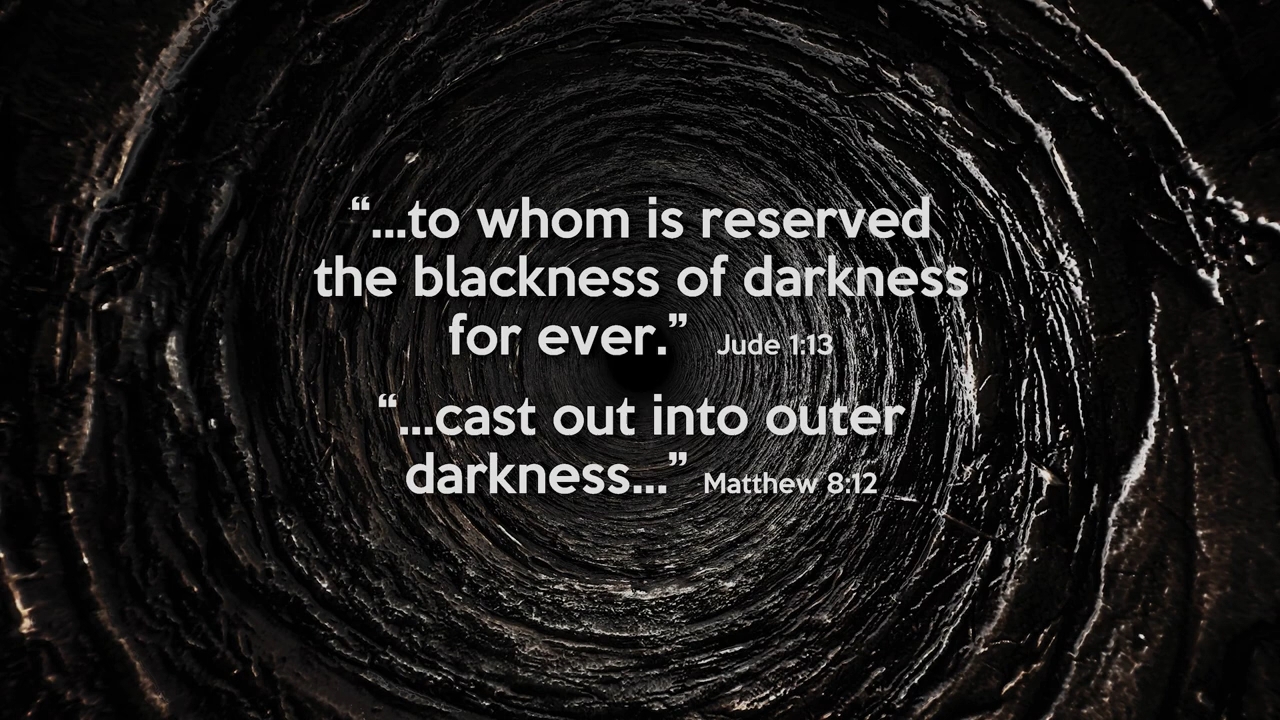 “...to whom is reserved
the blackness of darkness
for ever.” Jude 1:13
“...cast out into outer
darkness...” Matthew 8:12